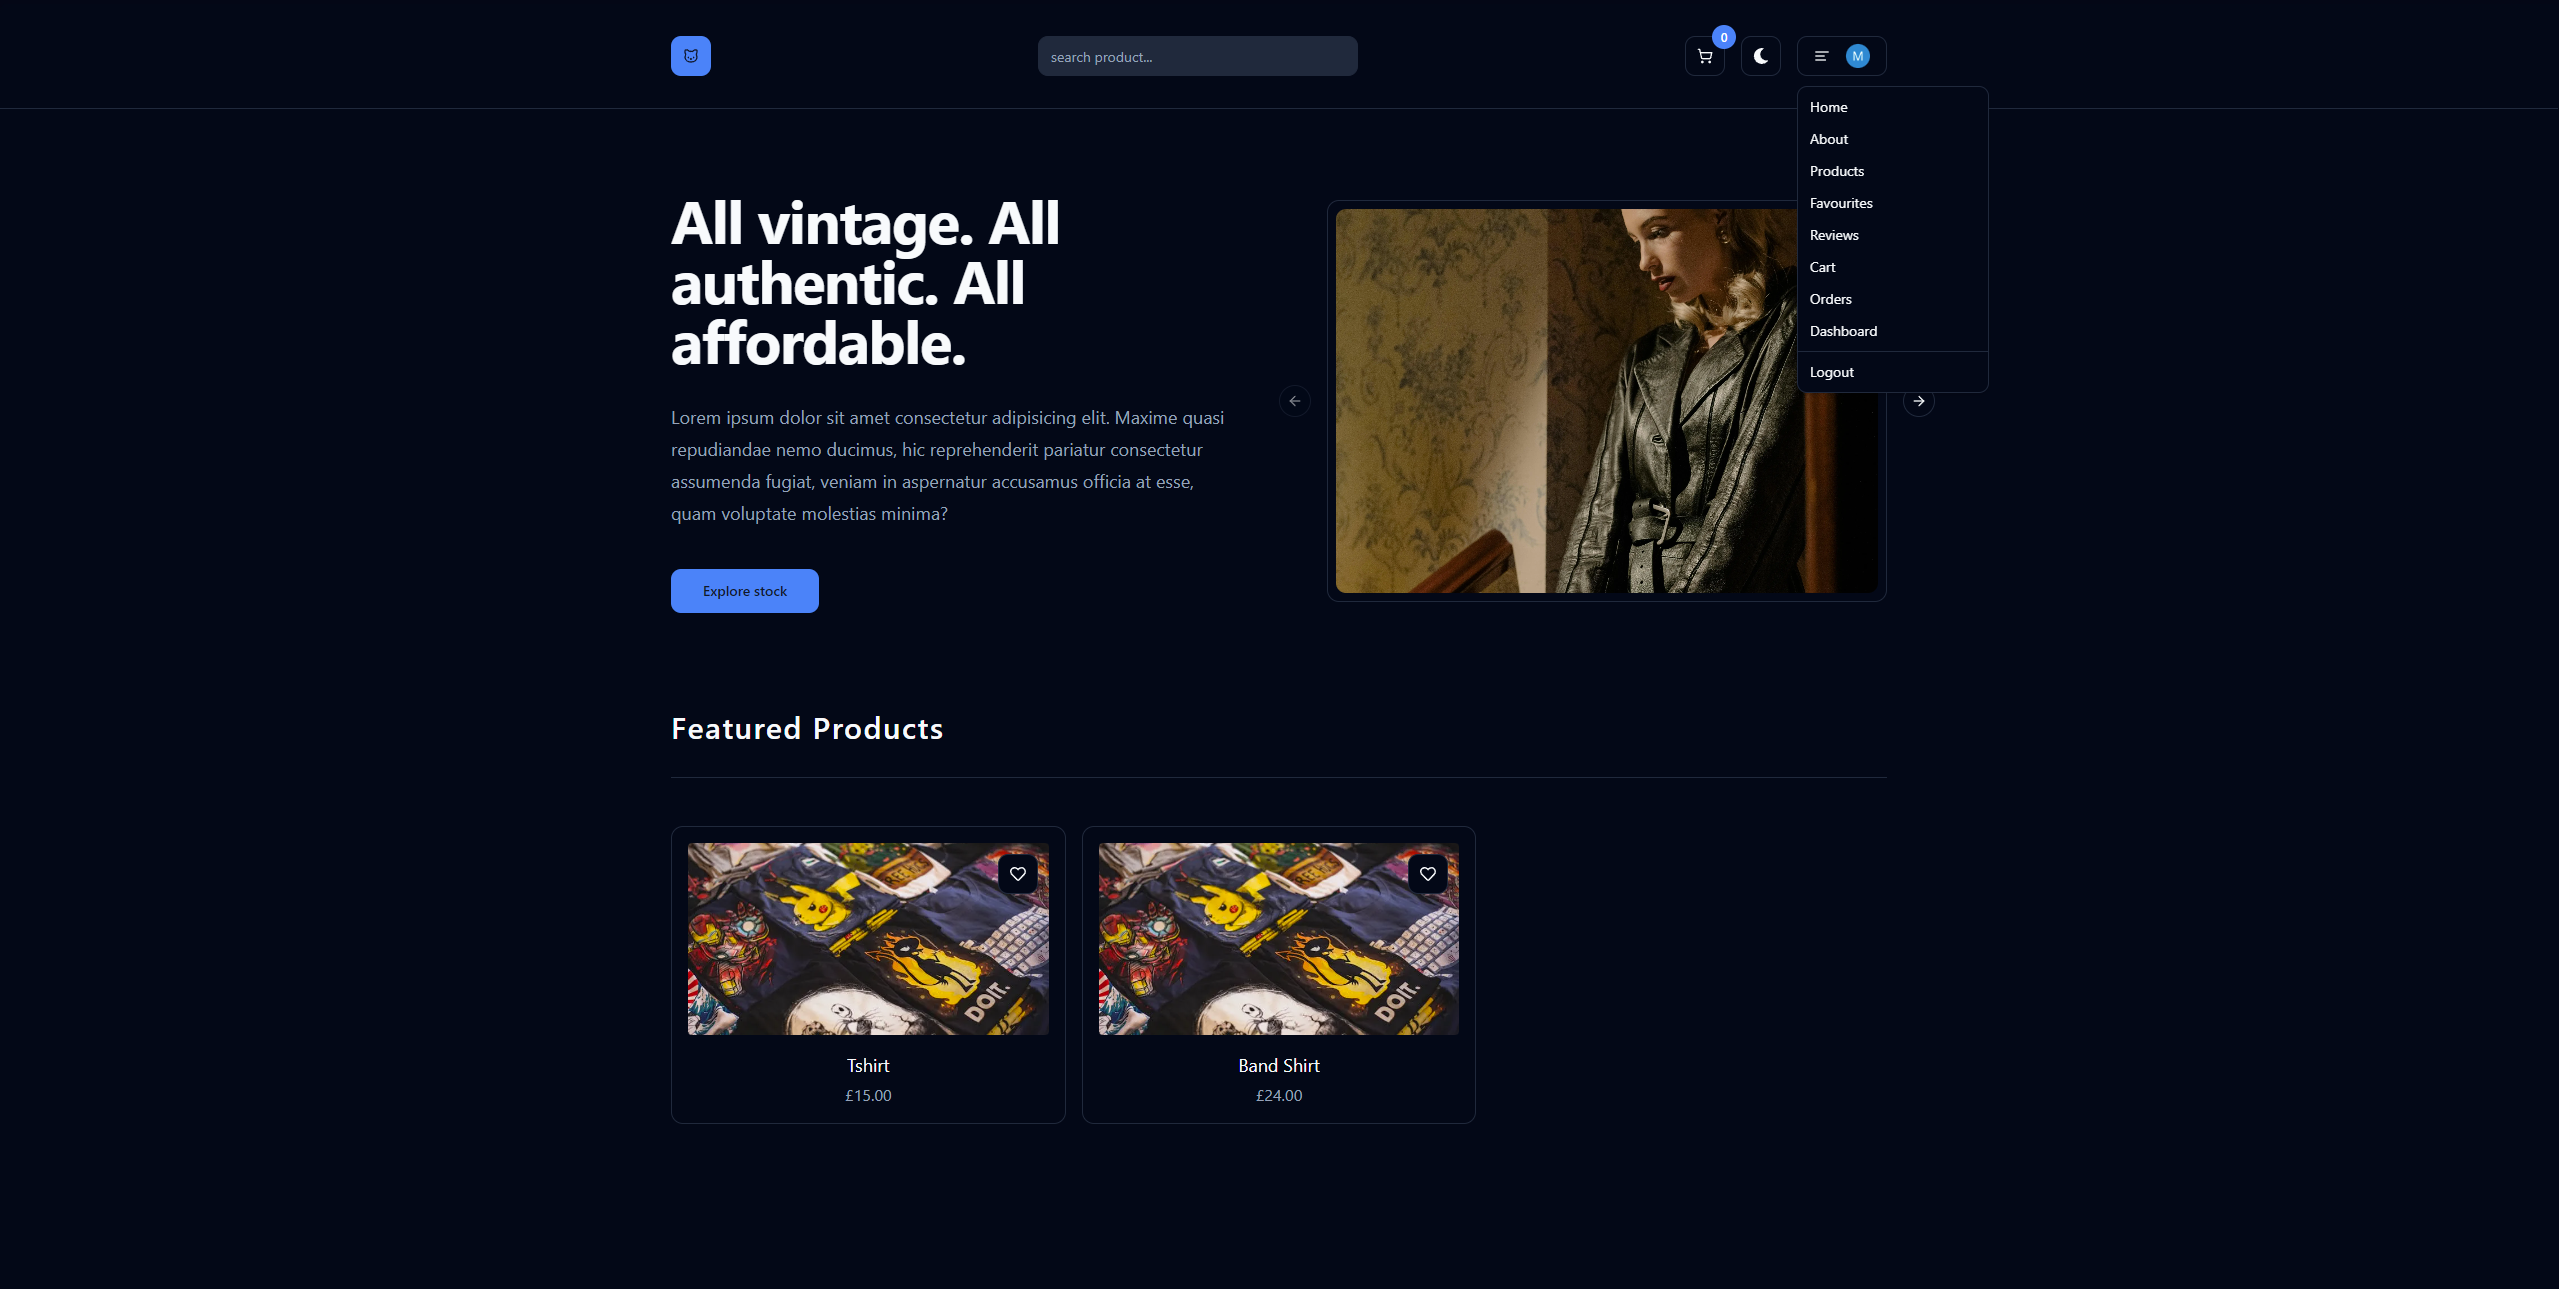 search product...
0
M
Home
About
Products
Favourites
Reviews
Cart
Orders
Dashboard
Logout
All vintage. All
authentic. All
affordable.
Lorem ipsum dolor sit amet consectetur adipisicing elit. Maxime quasi
repudiandae nemo ducimus, hic reprehenderit pariatur consectetur
assumenda fugiat, veniam in aspernatur accusamus officia at esse,
quam voluptate molestias minima?
Explore stock
Featured Products
DOIT.
DOIT.
Tshirt
£15.00
Band Shirt
£24.00